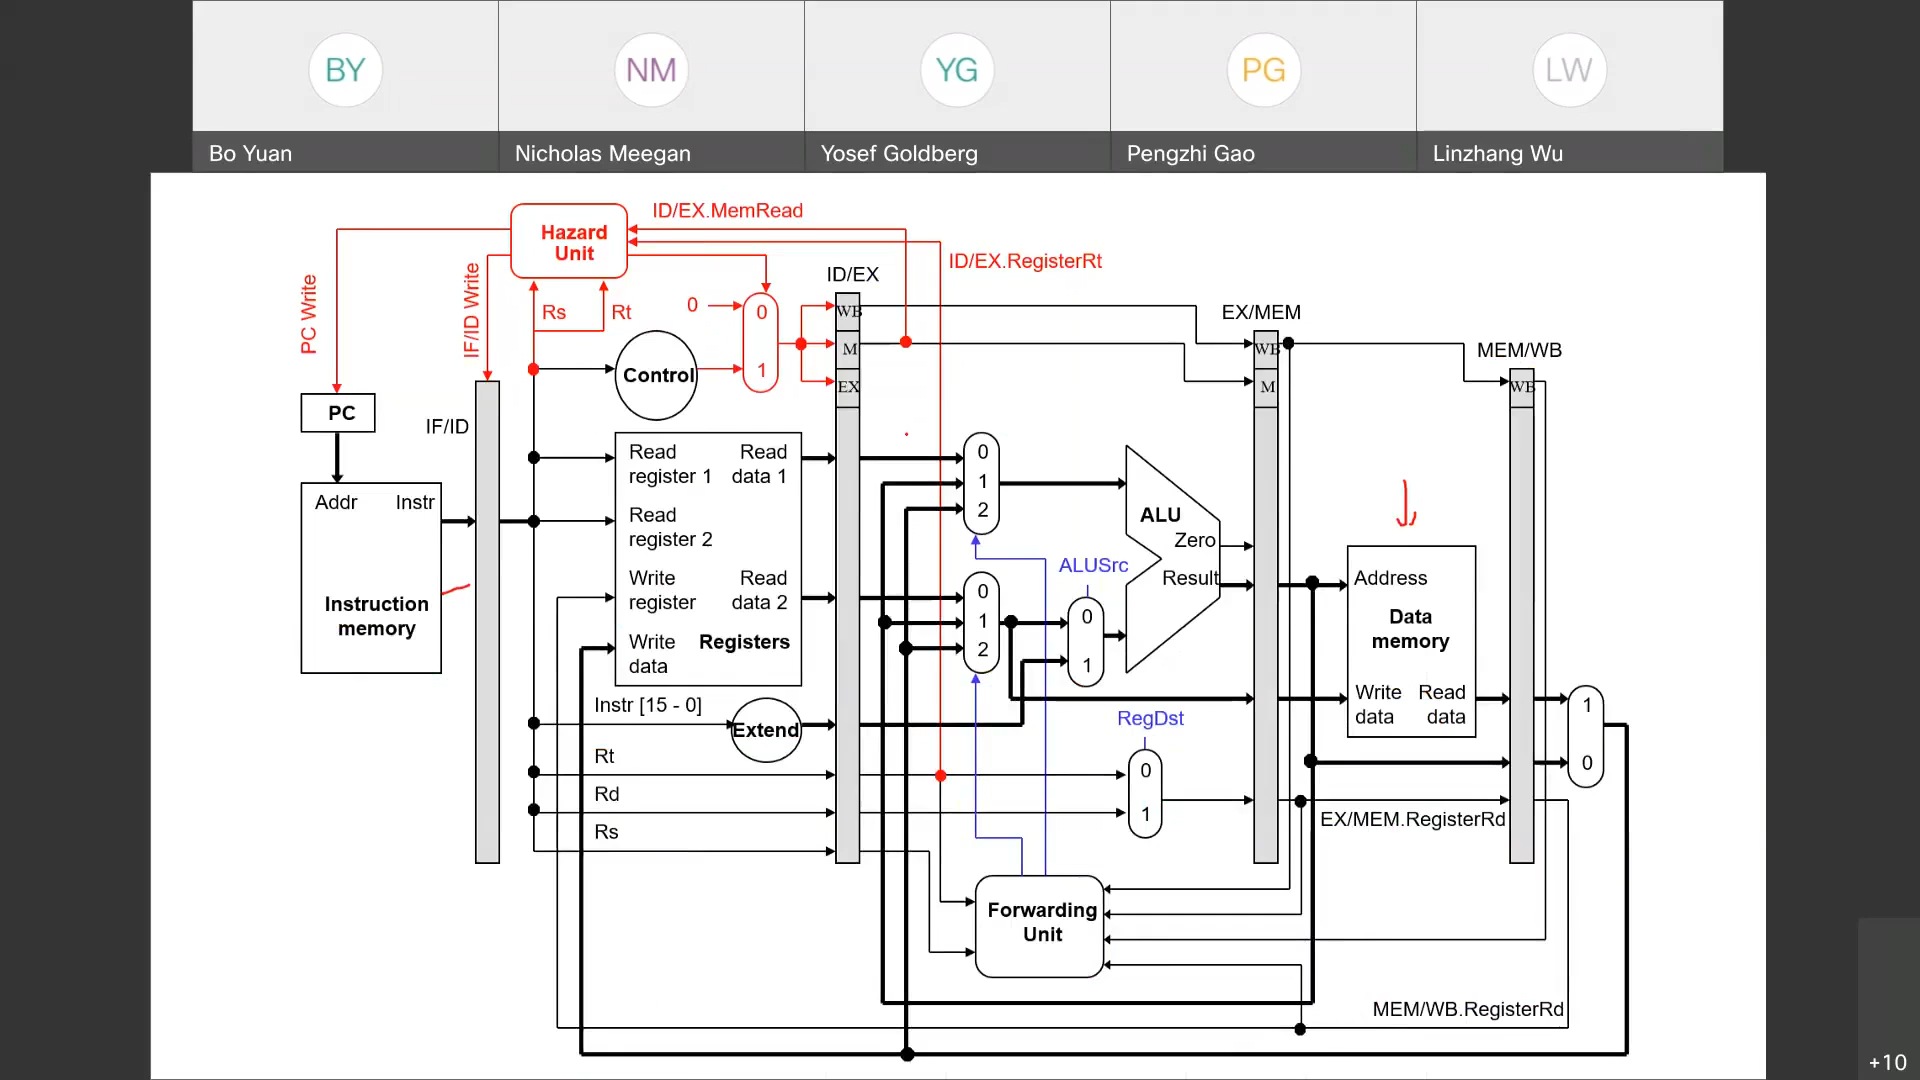 BY
NM
YG
PG
LW
Bo Yuan
Nicholas Meegan
Yosef Goldberg
Pengzhi Gao
Linzhang Wu
Hazard
Unit
ID/EX.MemRead
ID/EX.RegisterRt
PC Write
IF/ID Write
Rs
Rt
0
0
1
Control
ID/EX
WB
M
EX
EX/MEM
WB
M
MEM/WB
WB
PC
IF/ID
Addr
Instr
Instruction
memory
Read
register 1
Read
data 1
Read
register 2
Write
register
Read
data 2
Write
data
Registers
0
1
2
0
1
2
ALUSrc
0
1
ALU
Zero
Result
Address
Data
memory
Write
data
Read
data
1
0
Instr [15 - 0]
Extend
Rt
Rd
Rs
RegDst
0
1
EX/MEM.RegisterRd
Forwarding
Unit
MEM/WB.RegisterRd
+10